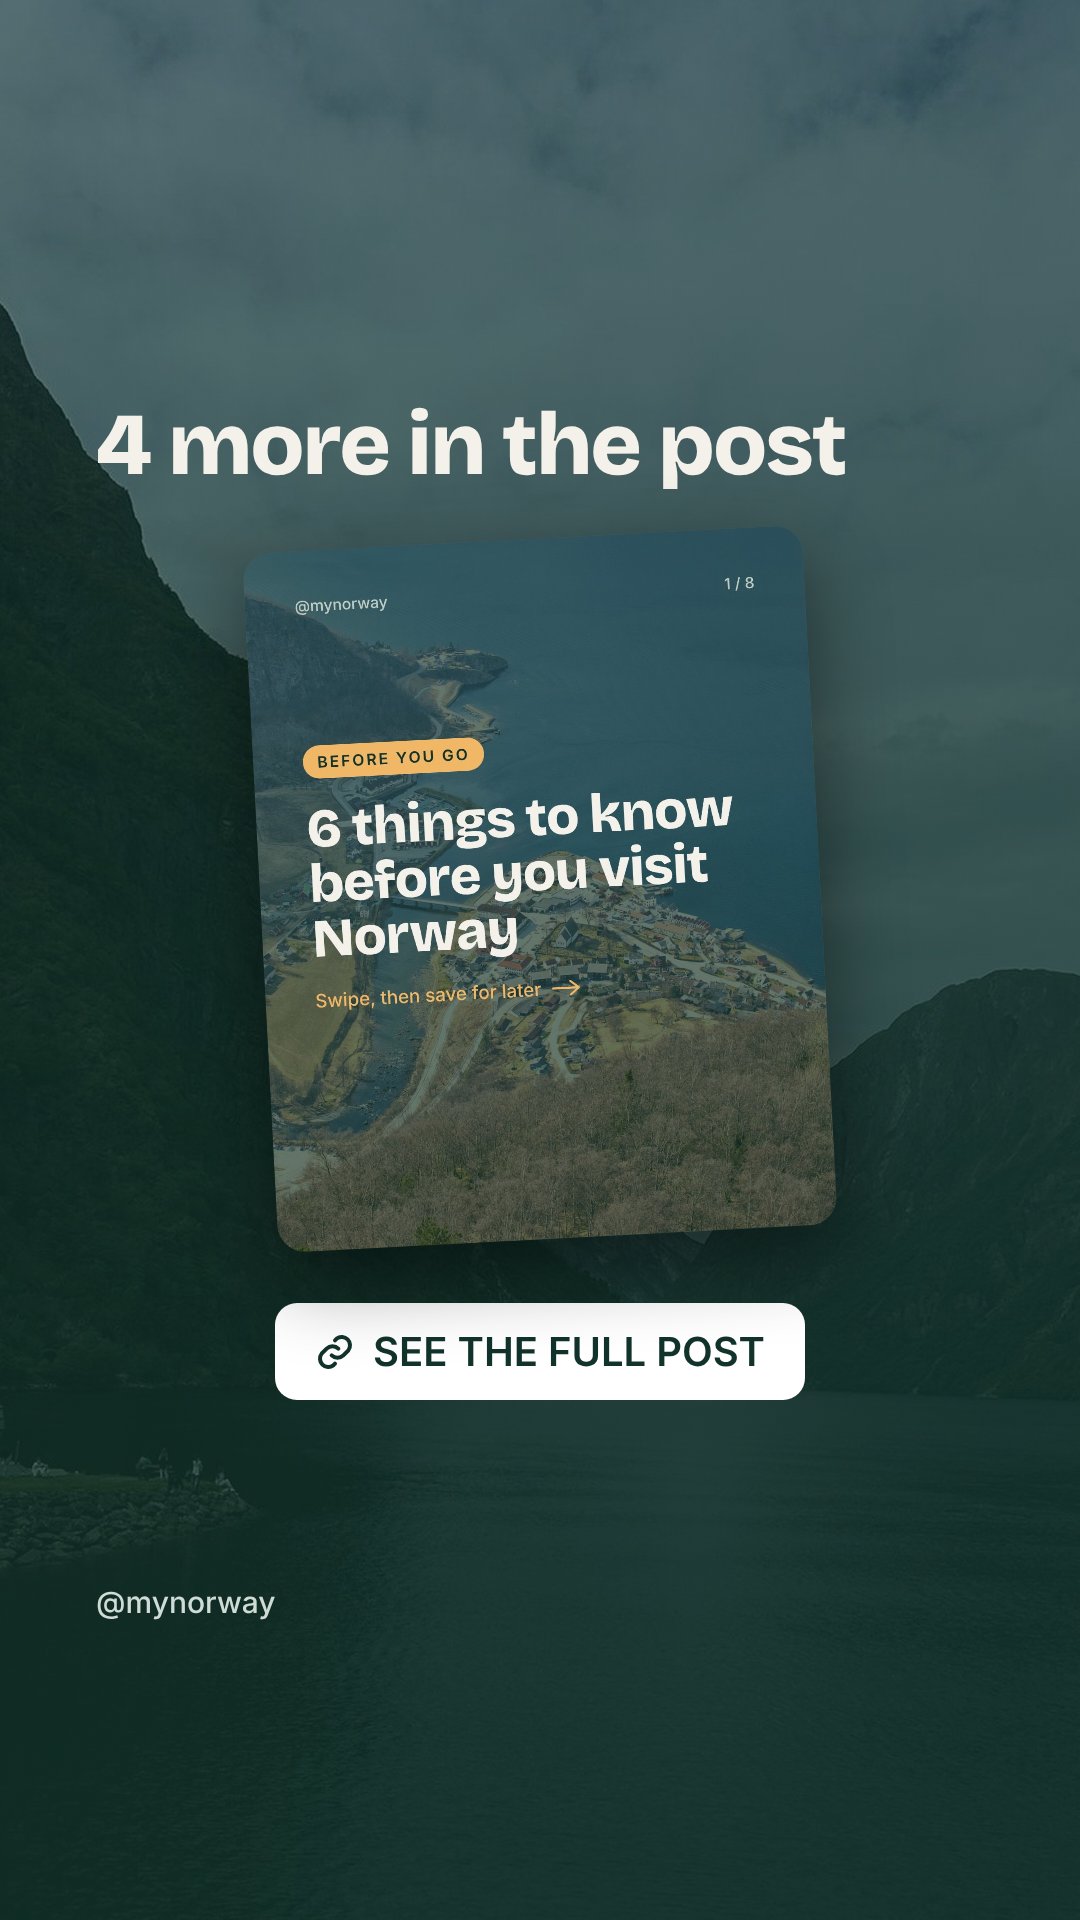 4 more in the post
@mynorway
1 / 8
BEFORE YOU GO
6 things to know
before you visit
Norway
Swipe, then save for later →
SEE THE FULL POST
@mynorway